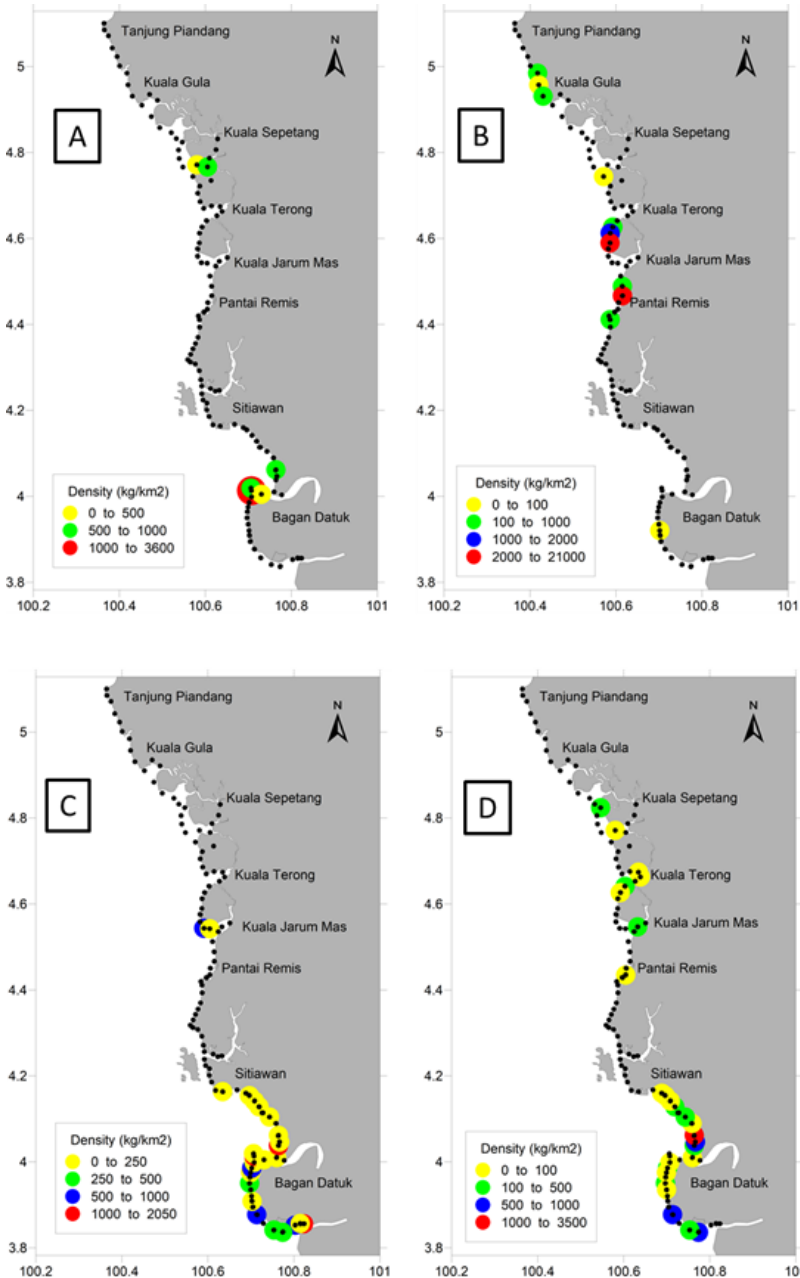 Tanjung Piandang
N
5
Kuala Gula
A
4.8
Kuala Sepetang
Kuala Terong
4.6
Kuala Jarum Mas
Pantai Remis
4.4
4.2
Sitiawan
Density (kg/km2)
0 to 500
500 to 1000
1000 to 3600
4
Bagan Datuk
3.8
100.2 100.4 100.6 100.8 101
Tanjung Piandang
N
5
Kuala Gula
B
4.8
Kuala Sepetang
Kuala Terong
4.6
Kuala Jarum Mas
Pantai Remis
4.4
4.2
Sitiawan
Density (kg/km2)
0 to 100
100 to 1000
1000 to 2000
2000 to 21000
4
Bagan Datuk
3.8
100.2 100.4 100.6 100.8 101
Tanjung Piandang
N
5
Kuala Gula
C
4.8
Kuala Sepetang
Kuala Terong
4.6
Kuala Jarum Mas
Pantai Remis
4.4
4.2
Sitiawan
Density (kg/km2)
0 to 250
250 to 500
500 to 1000
1000 to 2050
4
Bagan Datuk
3.8
100.2 100.4 100.6 100.8 101
Tanjung Piandang
N
5
Kuala Gula
D
4.8
Kuala Sepetang
Kuala Terong
4.6
Kuala Jarum Mas
Pantai Remis
4.4
4.2
Sitiawan
Density (kg/km2)
0 to 100
100 to 500
500 to 1000
1000 to 3500
4
Bagan Datuk
3.8
100.2 100.4 100.6 100.8 10